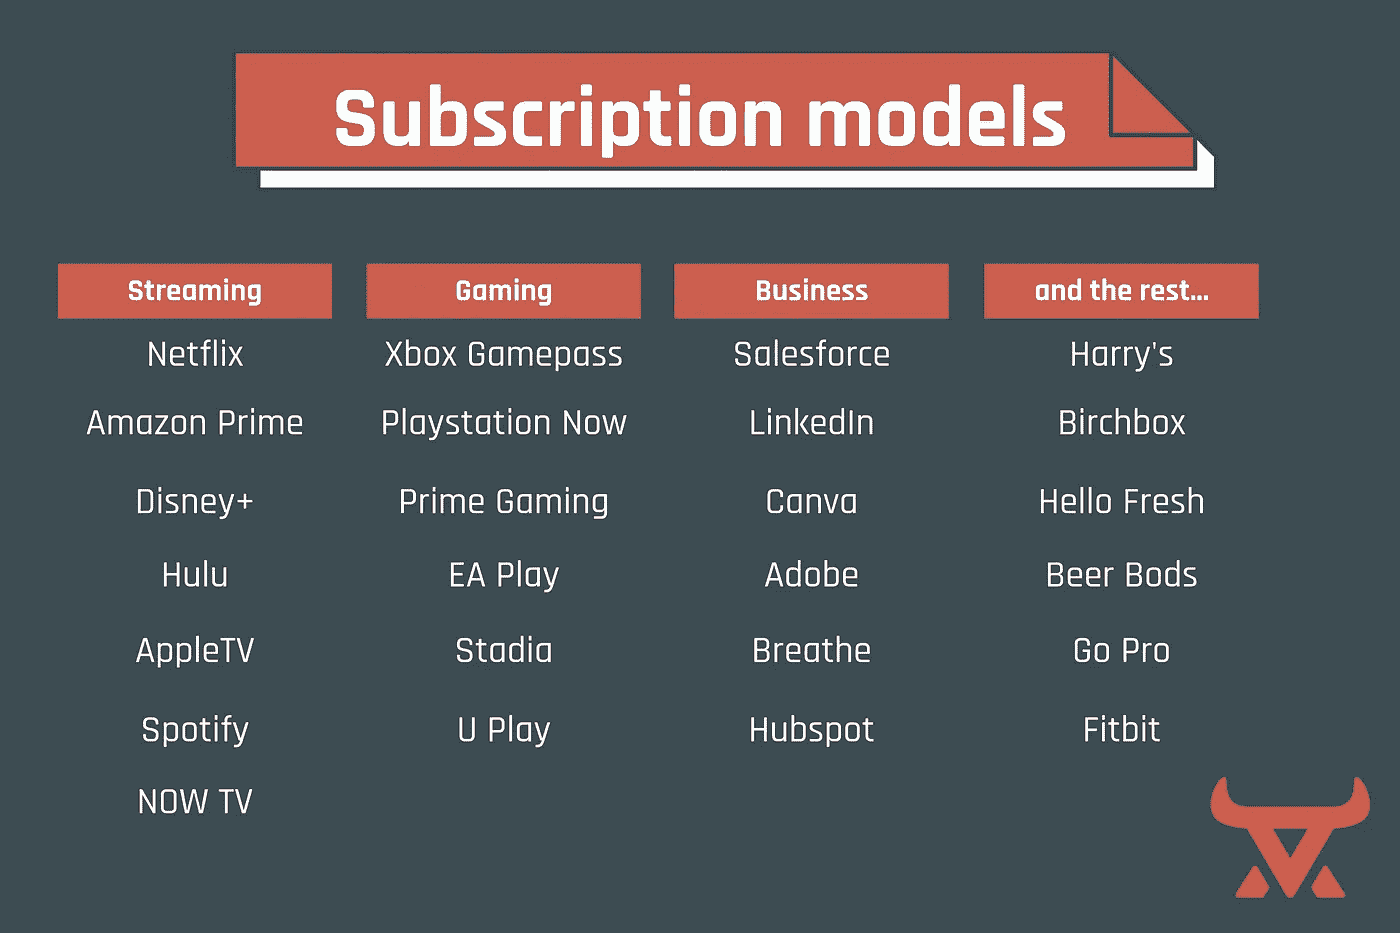 Subscription models
Streaming
Netflix
Amazon Prime
Disney+
Hulu
AppleTV
Spotify
NOW TV
Gaming
Xbox Gamepass
Playstation Now
Prime Gaming
EA Play
Stadia
U Play
Business
Salesforce
LinkedIn
Canva
Adobe
Breathe
Hubspot
and the rest...
Harry's
Birchbox
Hello Fresh
Beer Bods
Go Pro
Fitbit